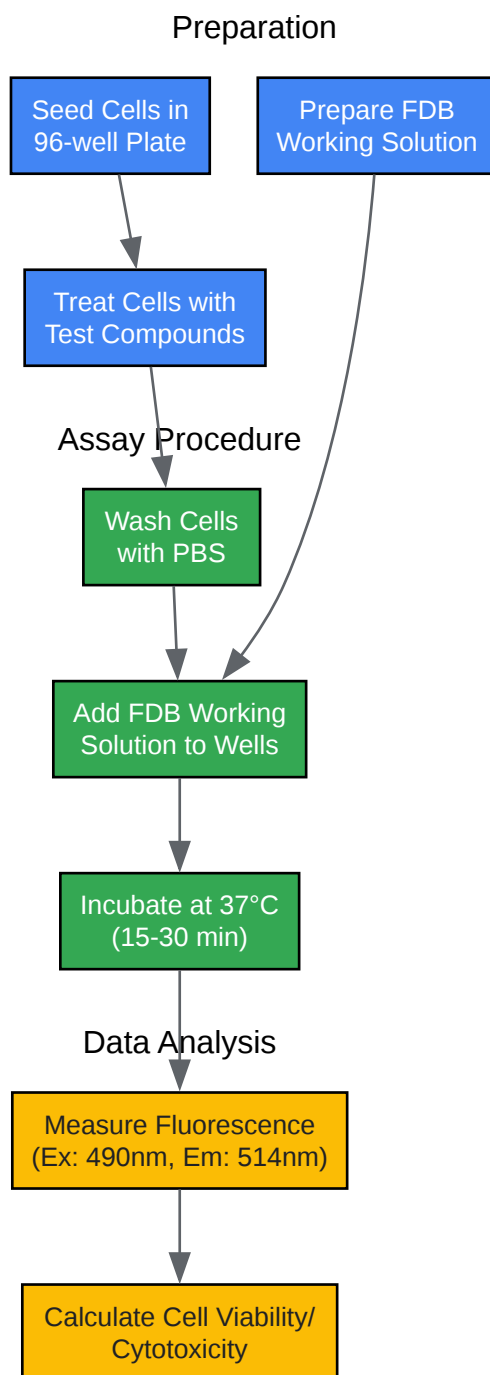 Preparation
Seed Cells in
96-well Plate
Prepare FDB
Working Solution
Treat Cells with
Test Compounds
Assay Procedure
Wash Cells
with PBS
Add FDB Working
Solution to Wells
Incubate at 37°C
(15-30 min)
Data Analysis
Measure Fluorescence
(Ex: 490nm, Em: 514nm)
Calculate Cell Viability/
Cytotoxicity